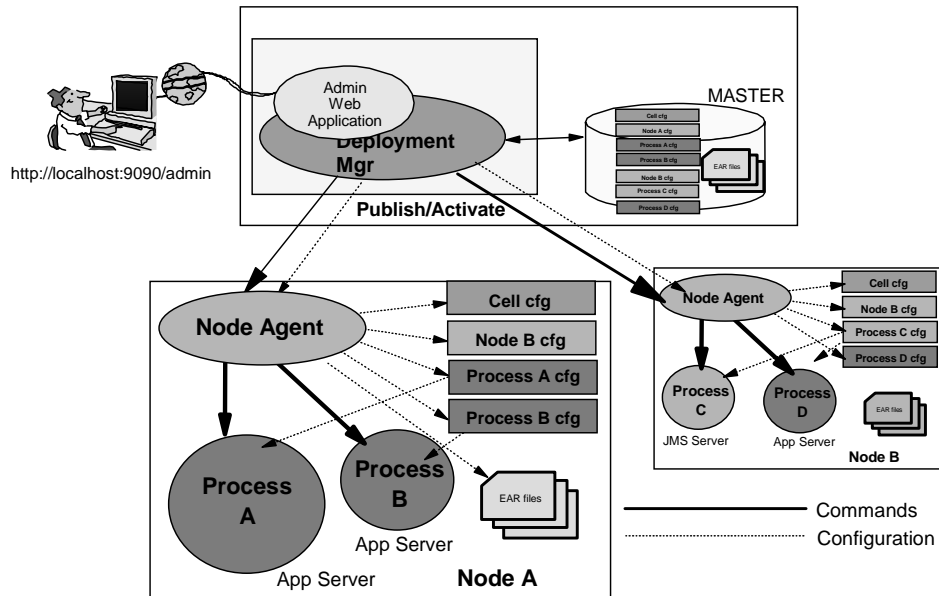 Admin
Web
Application
Deployment
Mgr
Publish/Activate
http://localhost:9090/admin
MASTER
Cell cfg
Node A cfg
Process A cfg
Process B cfg
Node B cfg
Process C cfg
Process D cfg
EAR files
Node Agent
Cell cfg
Node B cfg
Process A cfg
Process B cfg
Process
A
App Server
Process
B
App Server
EAR files
Node A
Node Agent
Cell cfg
Node B cfg
Process C cfg
Process D cfg
Process
C
JMS Server
Process
D
App Server
EAR files
Node B
Commands
Configuration